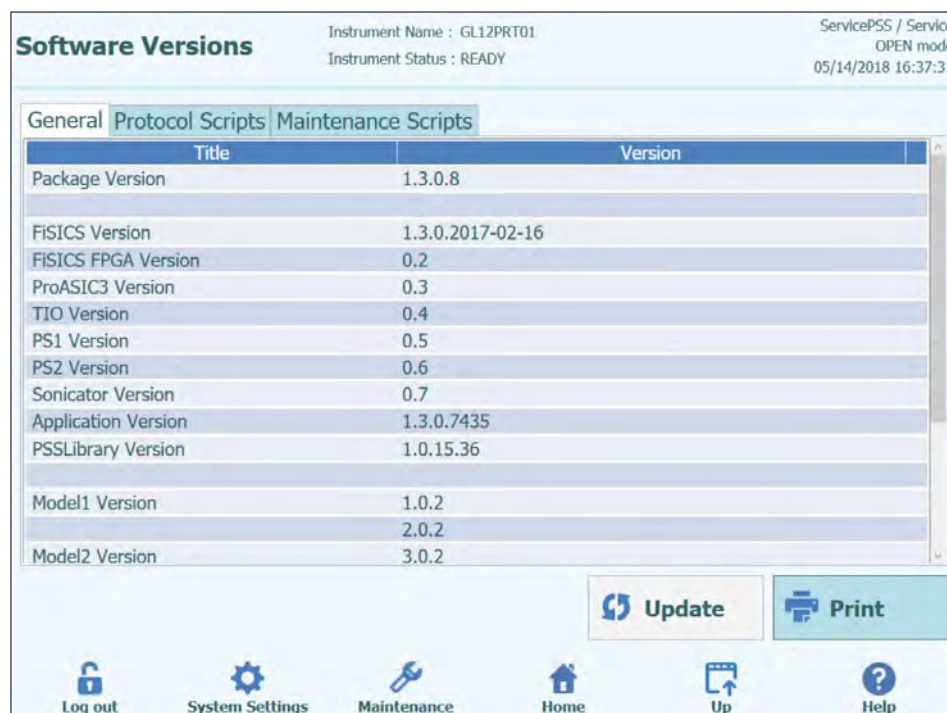 Software Versions
Instrument Name : GL12PRT01
Instrument Status : READY
ServicePSS / Service
OPEN mode
05/14/2018 16:37:3
General Protocol Scripts Maintenance Scripts
Title Version
Package Version 1.3.0.8
FiSICS Version 1.3.0.2017-02-16
FiSICS FPGA Version 0.2
ProASIC3 Version 0.3
TIO Version 0.4
PS1 Version 0.5
PS2 Version 0.6
Sonicator Version 0.7
Application Version 1.3.0.7435
PSSLibrary Version 1.0.15.36
Model1 Version 1.0.2
2.0.2
Model2 Version 3.0.2
Update Print
Log out System Settings Maintenance Home Up Help